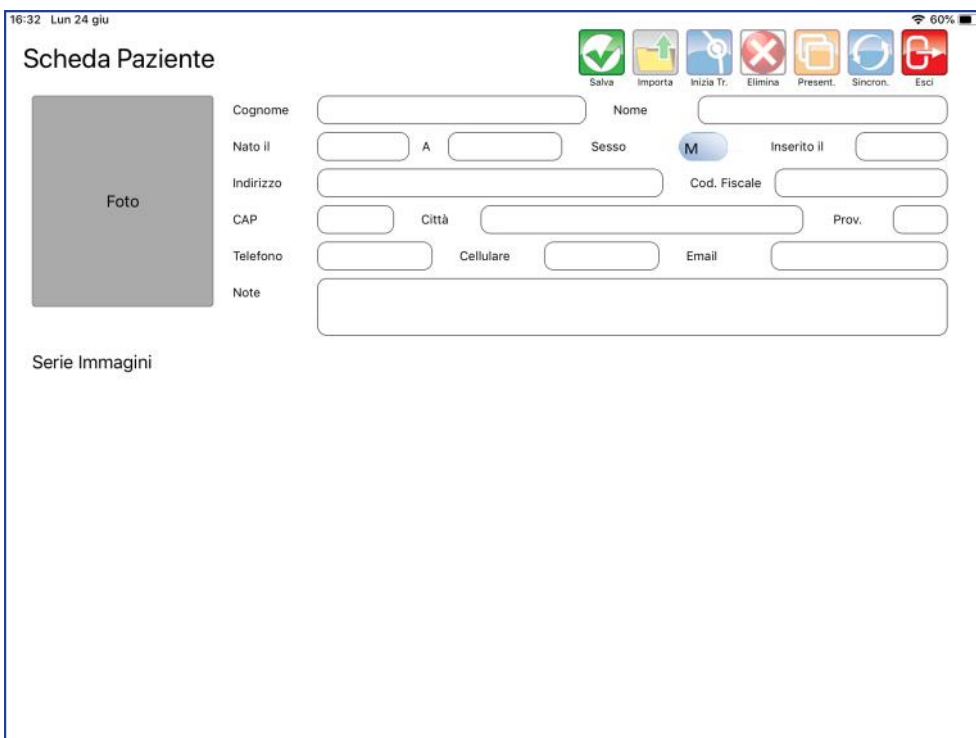 16:32 Lun 24 giu 60%
Scheda Paziente
Salva Importa Inizia Tr. Elimina Present. Sincron. Esci
Foto
Cognome Nome
Nato il A Sesso M Inserito il
Indirizzo Cod. Fiscale
CAP Città Prov.
Telefono Cellulare Email
Note
Serie Immagini